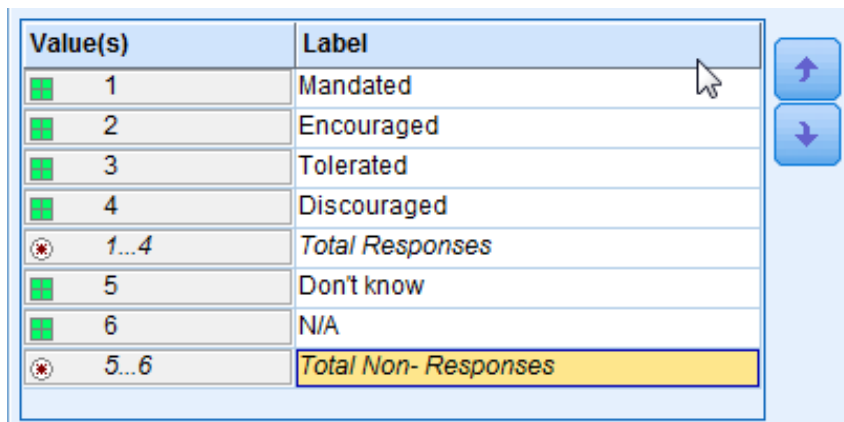 Value(s) Label
1 Mandated
2 Encouraged
3 Tolerated
4 Discouraged
1...4 Total Responses
5 Don't know
6 N/A
5...6 Total Non- Responses